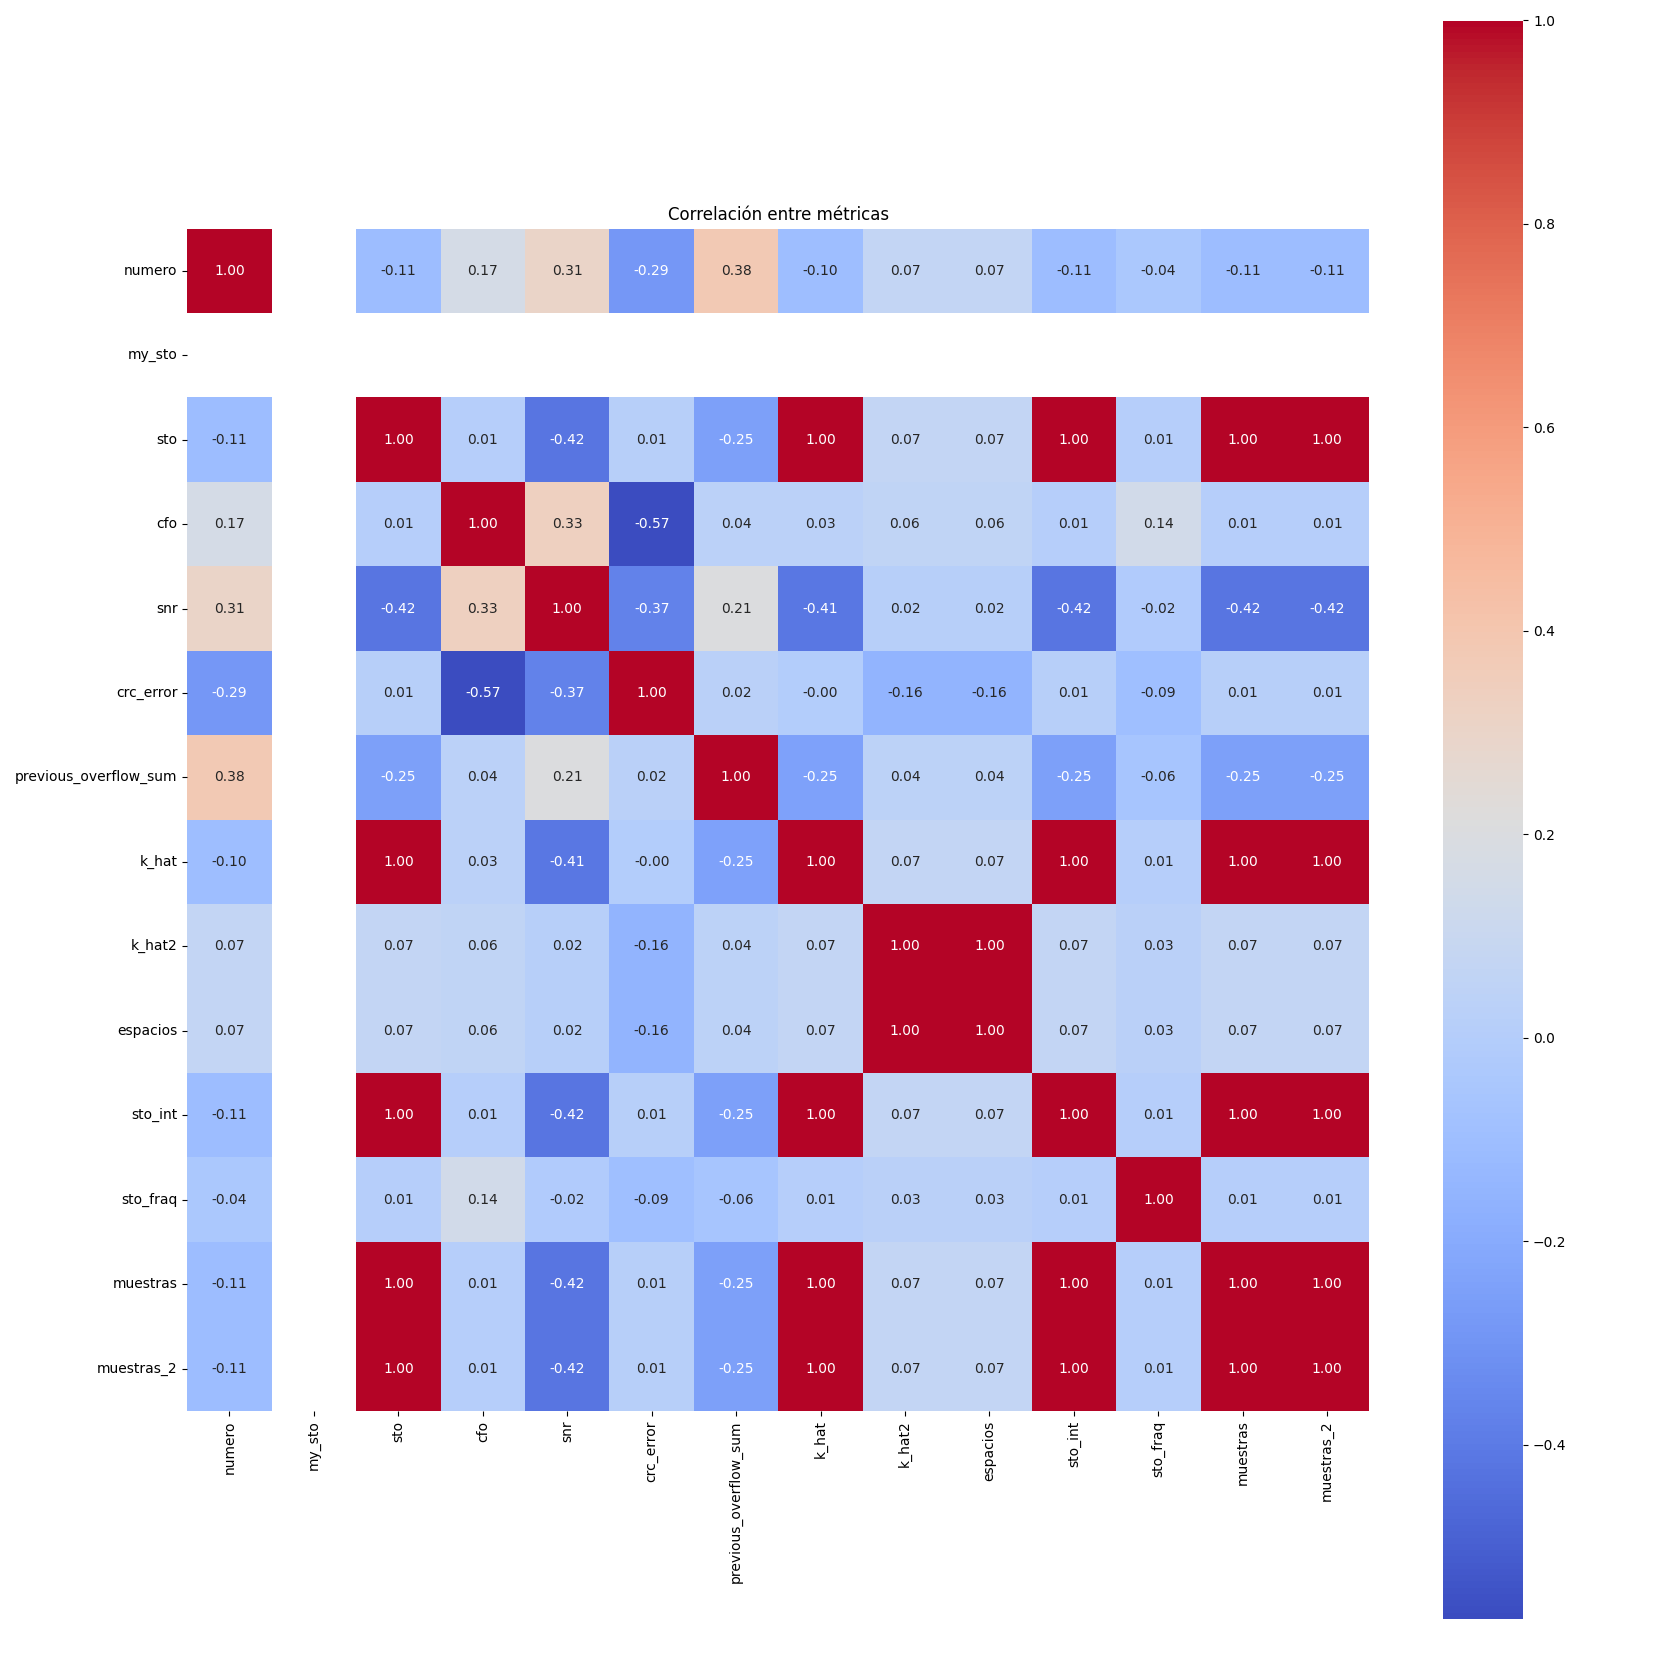 Correlación entre métricas
numero 1.00 -0.11 0.17 0.31 -0.29 0.38 -0.10 0.07 0.07 -0.11 -0.04 -0.11 -0.11
my_sto
sto -0.11 1.00 0.01 -0.42 0.01 -0.25 1.00 0.07 0.07 1.00 0.01 1.00 1.00
cfo 0.17 0.01 1.00 0.33 -0.57 0.04 0.03 0.06 0.06 0.01 0.14 0.01 0.01
snr 0.31 -0.42 0.33 1.00 -0.37 0.21 -0.41 0.02 0.02 -0.42 -0.02 -0.42 -0.42
crc_error -0.29 0.01 -0.57 -0.37 1.00 0.02 -0.00 -0.16 -0.16 0.01 -0.09 0.01 0.01
previous_overflow_sum 0.38 -0.25 0.04 0.21 0.02 1.00 -0.25 0.04 0.04 -0.25 -0.06 -0.25 -0.25
k_hat -0.10 1.00 0.03 -0.41 -0.00 -0.25 1.00 0.07 0.07 1.00 0.01 1.00 1.00
k_hat2 0.07 0.07 0.06 0.02 -0.16 0.04 0.07 1.00 1.00 0.07 0.03 0.07 0.07
espacios 0.07 0.07 0.06 0.02 -0.16 0.04 0.07 1.00 1.00 0.07 0.03 0.07 0.07
sto_int -0.11 1.00 0.01 -0.42 0.01 -0.25 1.00 0.07 0.07 1.00 0.01 1.00 1.00
sto_fraq -0.04 0.01 0.14 -0.02 -0.09 -0.06 0.01 0.03 0.03 0.01 1.00 0.01 0.01
muestras -0.11 1.00 0.01 -0.42 0.01 -0.25 1.00 0.07 0.07 1.00 0.01 1.00 1.00
muestras_2 -0.11 1.00 0.01 -0.42 0.01 -0.25 1.00 0.07 0.07 1.00 0.01 1.00 1.00
numero my_sto sto cfo snr crc_error previous_overflow_sum k_hat k_hat2 espacios sto_int sto_fraq muestras muestras_2
1.0
0.8
0.6
0.4
0.2
0.0
−0.2
−0.4